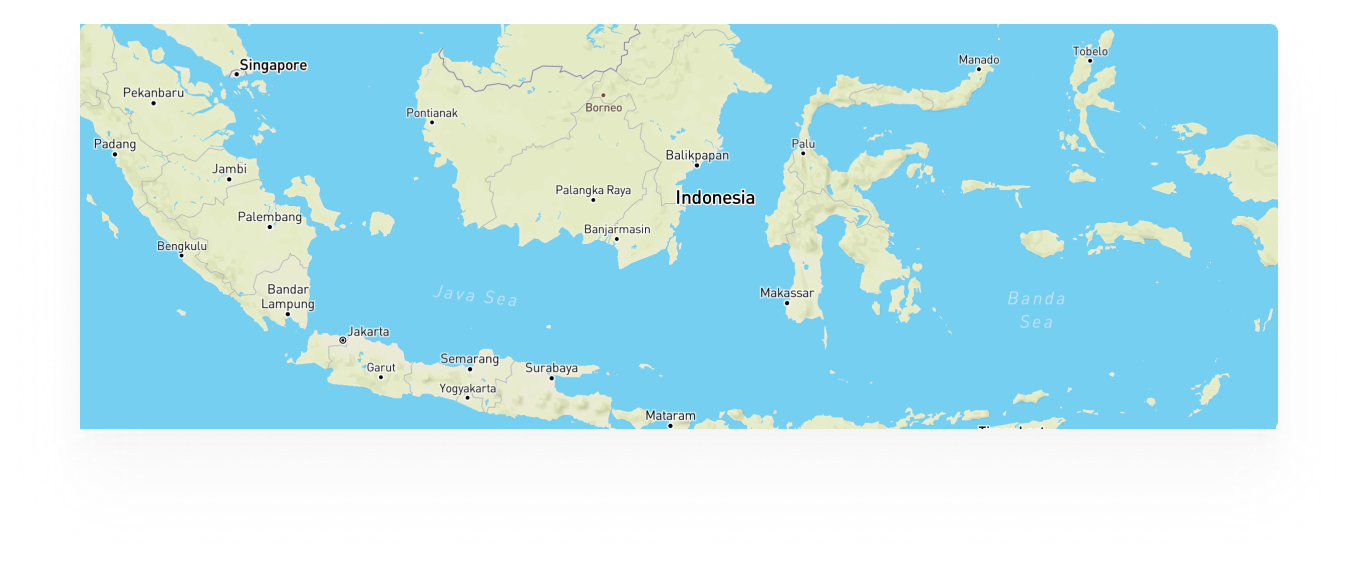 Tobelo
Manado
Singapore
Pekanbaru
Borneo
Pontianak
Padang
Palu
Balikpapan
Jambi
Palangka Raya
Indonesia
Palembang
Banjarmasin
Bengkulu
Bandar
Lampung
Java Sea
Makassar
Banda
Sea
Jakarta
Semarang
Garut
Surabaya
Yogyakarta
Mataram